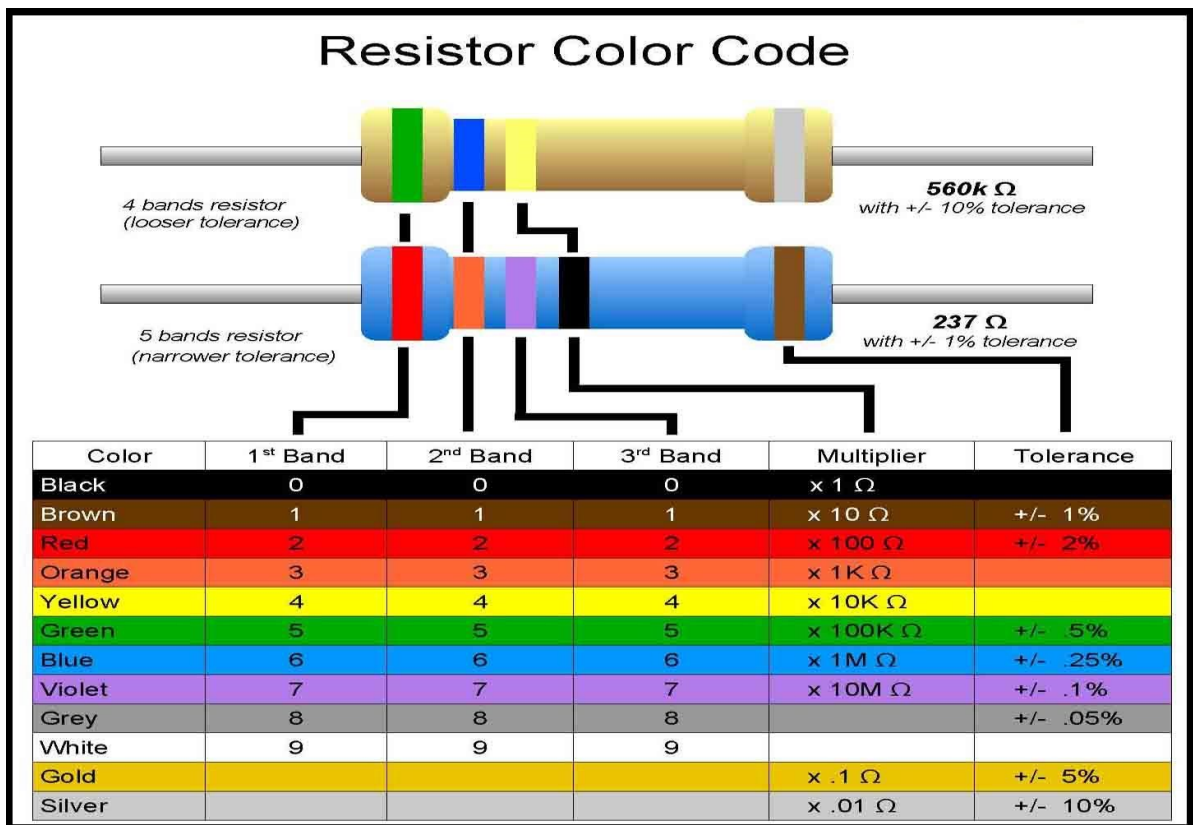 Resistor Color Code
4 bands resistor
(looser tolerance)
560k Ω
with +/- 10% tolerance
5 bands resistor
(narrower tolerance)
237 Ω
with +/- 1% tolerance
Color 1st Band 2nd Band 3rd Band Multiplier Tolerance
Black 0 0 0 x 1 Ω
Brown 1 1 1 x 10 Ω +/- 1%
Red 2 2 2 x 100 Ω +/- 2%
Orange 3 3 3 x 1K Ω
Yellow 4 4 4 x 10K Ω
Green 5 5 5 x 100K Ω +/- .5%
Blue 6 6 6 x 1M Ω +/- .25%
Violet 7 7 7 x 10M Ω +/- .1%
Grey 8 8 8 +/- .05%
White 9 9 9
Gold x .1 Ω +/- 5%
Silver x .01 Ω +/- 10%